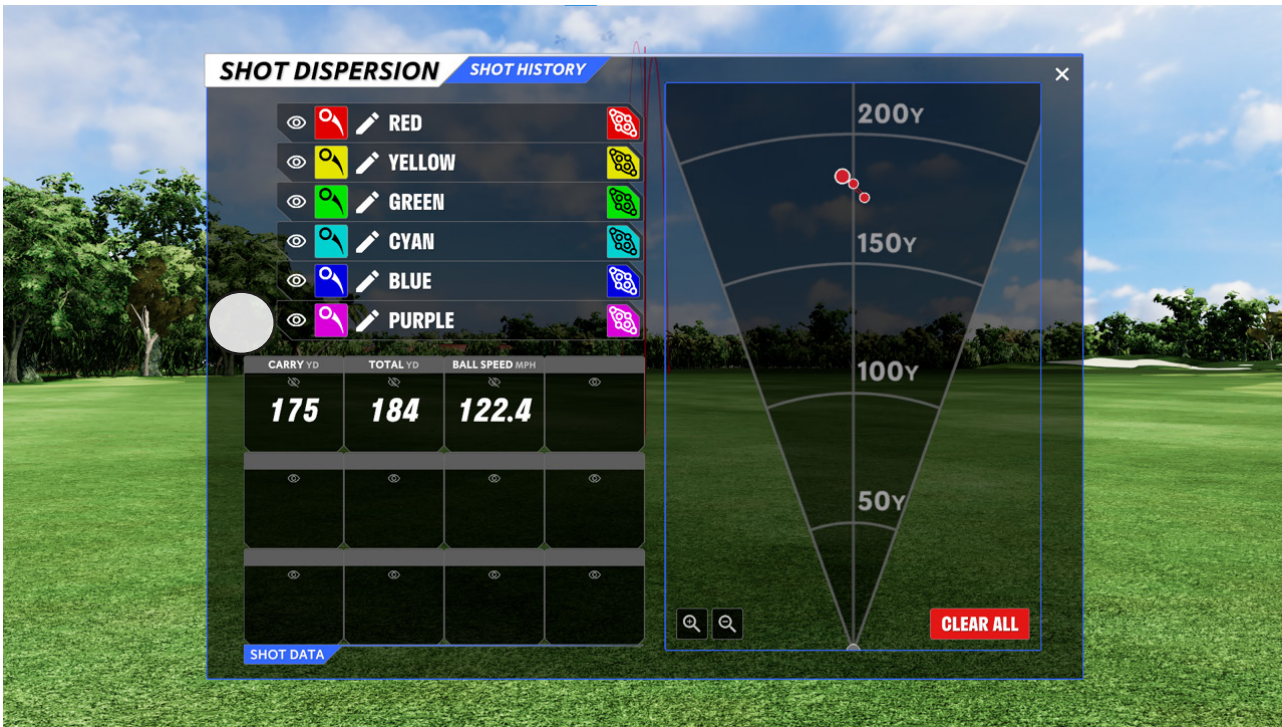 SHOT DISPERSION
SHOT HISTORY
RED
YELLOW
GREEN
CYAN
BLUE
PURPLE
CARRY YD TOTAL YD BALL SPEED MPH
175 184 122.4
SHOT DATA
200Y
150Y
100Y
50Y
CLEAR ALL